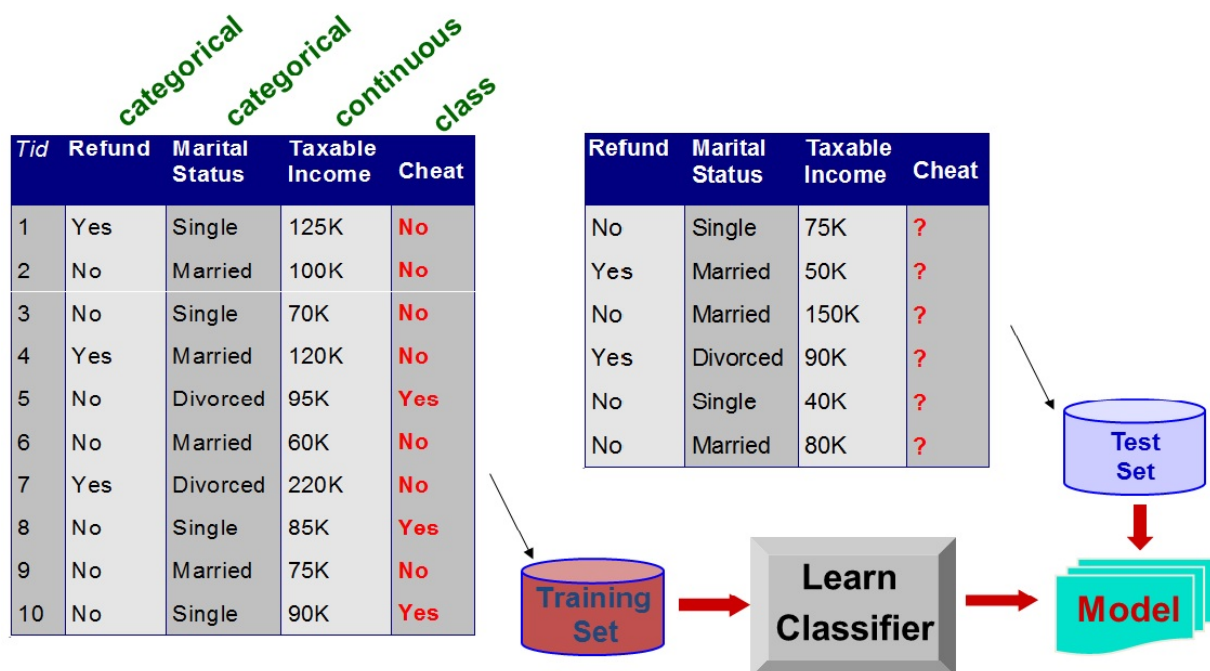 categorical
categorical
continuous
class
Tid Refund Marital Status Taxable Income Cheat
1 Yes Single 125K No
2 No Married 100K No
3 No Single 70K No
4 Yes Married 120K No
5 No Divorced 95K Yes
6 No Married 60K No
7 Yes Divorced 220K No
8 No Single 85K Yes
9 No Married 75K No
10 No Single 90K Yes
Refund Marital Status Taxable Income Cheat
No Single 75K ?
Yes Married 50K ?
No Married 150K ?
Yes Divorced 90K ?
No Single 40K ?
No Married 80K ?
Test
Set
Training
Set
Learn
Classifier
Model